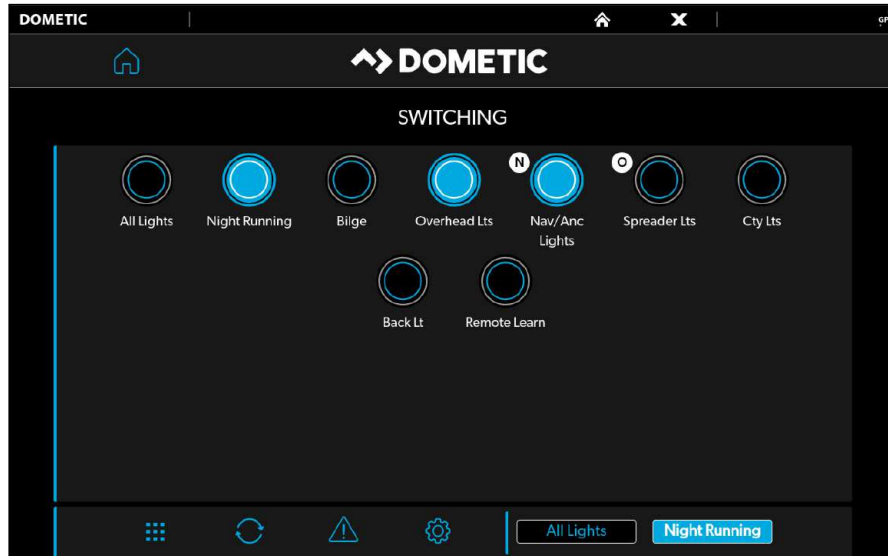 DOMETIC
GP
DOMETIC
SWITCHING
N
O
All Lights
Night Running
Bilge
Overhead Lts
Nav/Anc
Lights
Spreader Lts
Cty Lts
Back Lt
Remote Learn
All Lights
Night Running